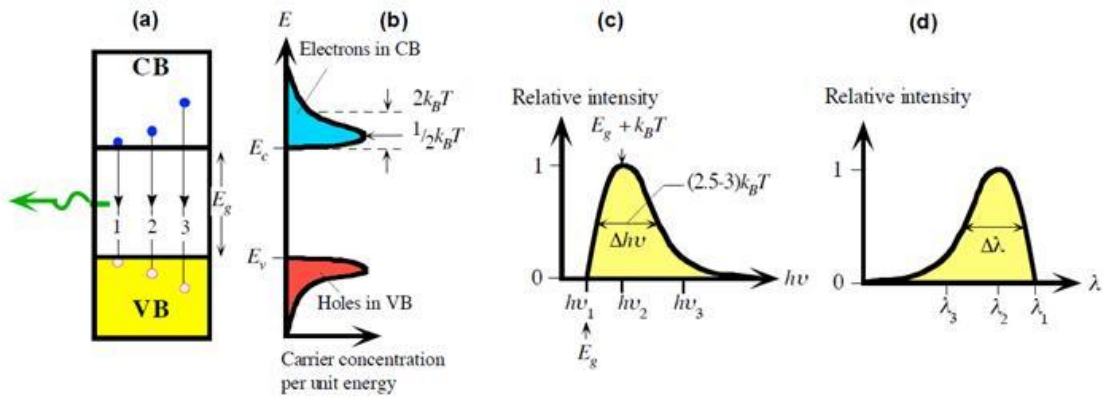 (a)
CB
1 2 3
E_g
VB
E
(b)
Electrons in CB
2k_BT
1/2k_BT
E_c
E_v
Holes in VB
Carrier concentration
per unit energy
(c)
Relative intensity
E_g + k_BT
1
(2.5-3)k_BT
Δhυ
0
hυ
hυ_1 hυ_2 hυ_3
E_g
(d)
Relative intensity
1
Δλ
0
λ
λ_3 λ_2 λ_1